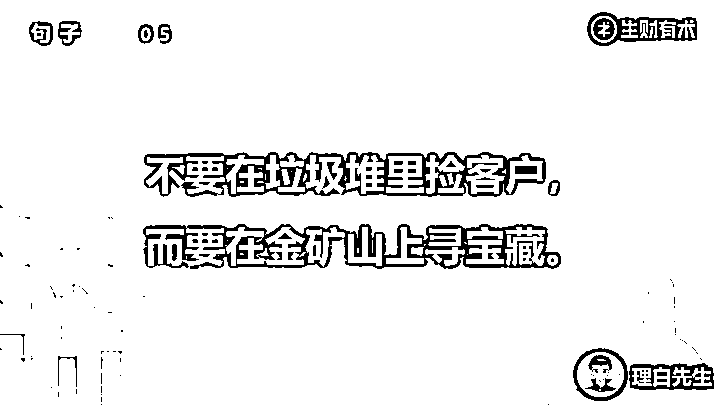 句子 05
生财有术
不要在垃圾堆里捡客户,
而要在金矿山上寻宝藏。
理白先生